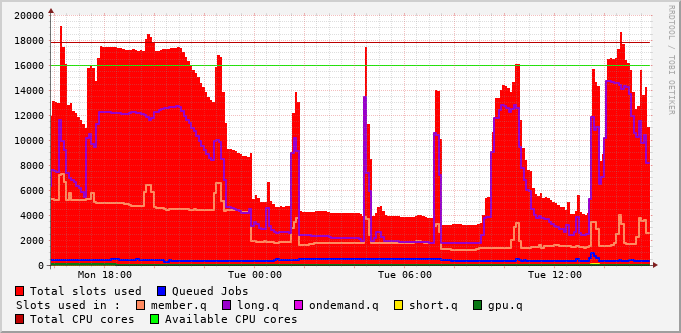 RRDTOOL / TOBI OETIKER
20000
18000
16000
14000
12000
10000
8000
6000
4000
2000
0
Mon 18:00 Tue 00:00 Tue 06:00 Tue 12:00
Total slots used Queued Jobs
Slots used in : member.q long.q ondemand.q short.q gpu.q
Total CPU cores Available CPU cores